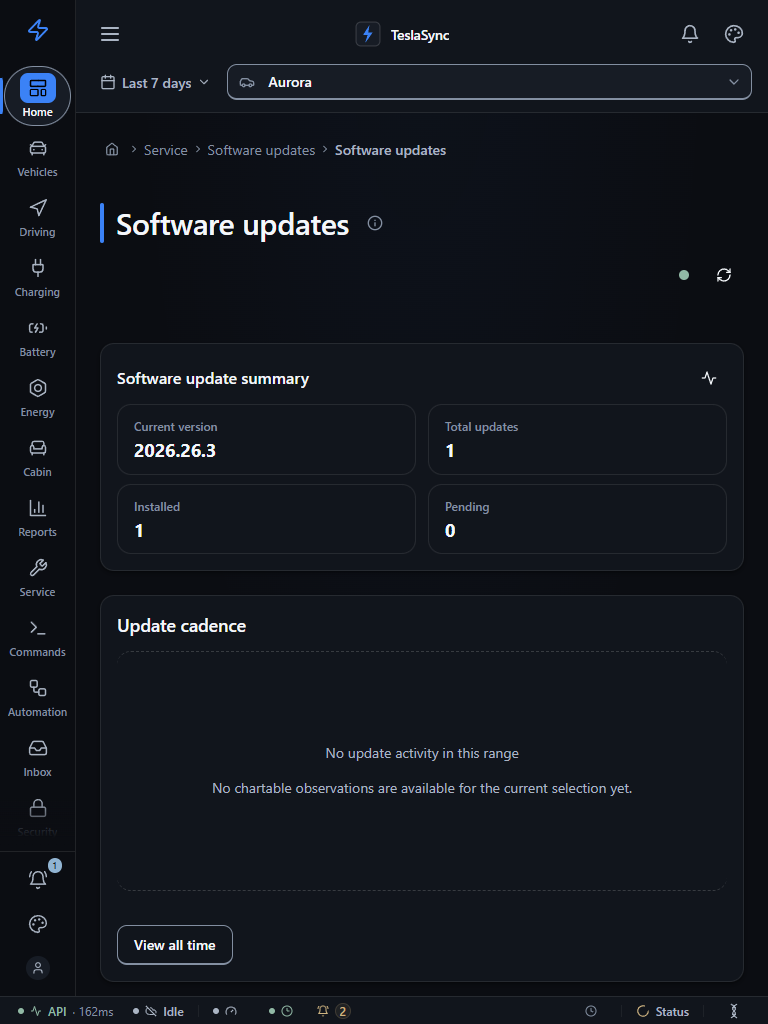 TeslaSync
Last 7 days
Aurora
Home
Vehicles
Driving
Charging
Battery
Energy
Cabin
Reports
Service
Commands
Automation
Inbox
Security
1
Service > Software updates > Software updates
Software updates
Software update summary
Current version
2026.26.3
Total updates
1
Installed
1
Pending
0
Update cadence
No update activity in this range
No chartable observations are available for the current selection yet.
View all time
API · 162ms
Idle
2
Status